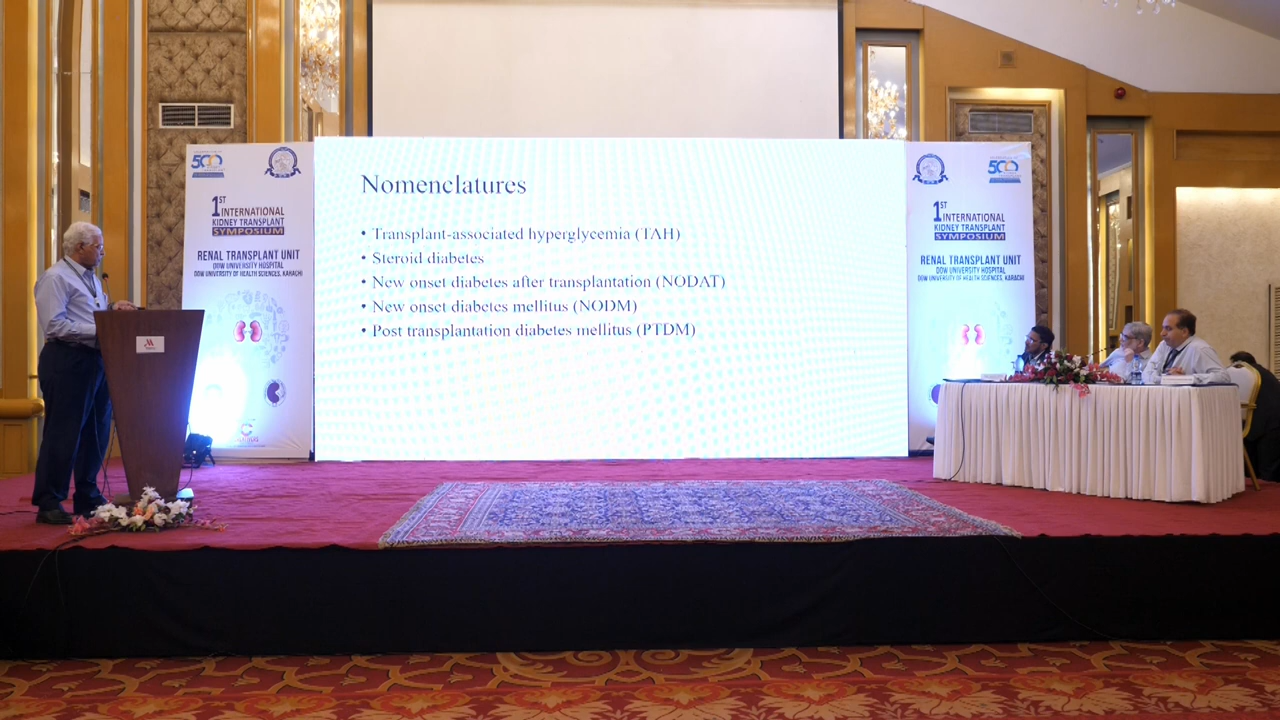 Nomenclatures
• Transplant-associated hyperglycemia (TAH)
• Steroid diabetes
• New onset diabetes after transplantation (NODAT)
• New onset diabetes mellitus (NODM)
• Post transplantation diabetes mellitus (PTDM)
500
1ST
INTERNATIONAL
KIDNEY TRANSPLANT
SYMPOSIUM
RENAL TRANSPLANT UNIT
DOW UNIVERSITY HOSPITAL
DOW UNIVERSITY OF HEALTH SCIENCES, KARACHI
500
1ST
INTERNATIONAL
KIDNEY TRANSPLANT
SYMPOSIUM
RENAL TRANSPLANT UNIT
DOW UNIVERSITY HOSPITAL
DOW UNIVERSITY OF HEALTH SCIENCES, KARACHI